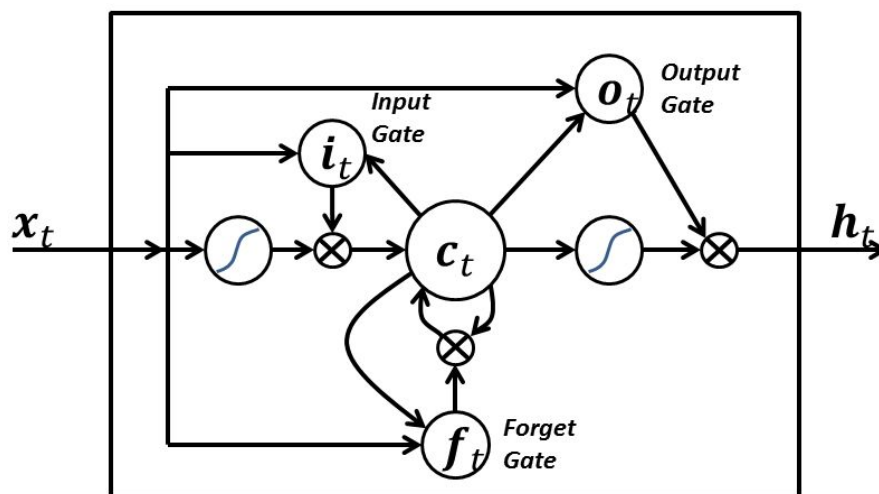 Output
Gate
o_t
Input
Gate
i_t
x_t
h_t
c_t
Forget
Gate
f_t